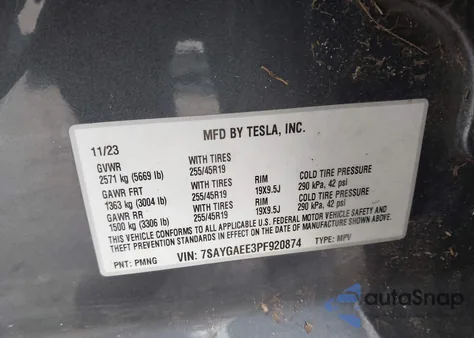 MFD BY TESLA, INC.
11/23
GVWR WITH TIRES RIM COLD TIRE PRESSURE
2571 kg (5669 lb) 255/45R19 19X9.5J 290 kPa, 42 psi
GAWR FRT WITH TIRES RIM COLD TIRE PRESSURE
1363 kg (3004 lb) 255/45R19 19X9.5J 290 kPa, 42 psi
GAWR RR WITH TIRES
1500 kg (3306 lb) 255/45R19
THIS VEHICLE CONFORMS TO ALL APPLICABLE U.S. FEDERAL MOTOR VEHICLE SAFETY AND
THEFT PREVENTION STANDARDS IN EFFECT ON THE DATE OF MANUFACTURE SHOWN ABOVE.
PNT: PMNG VIN: 7SAYGAEE3PF920874 TYPE: MPV
autoSnap